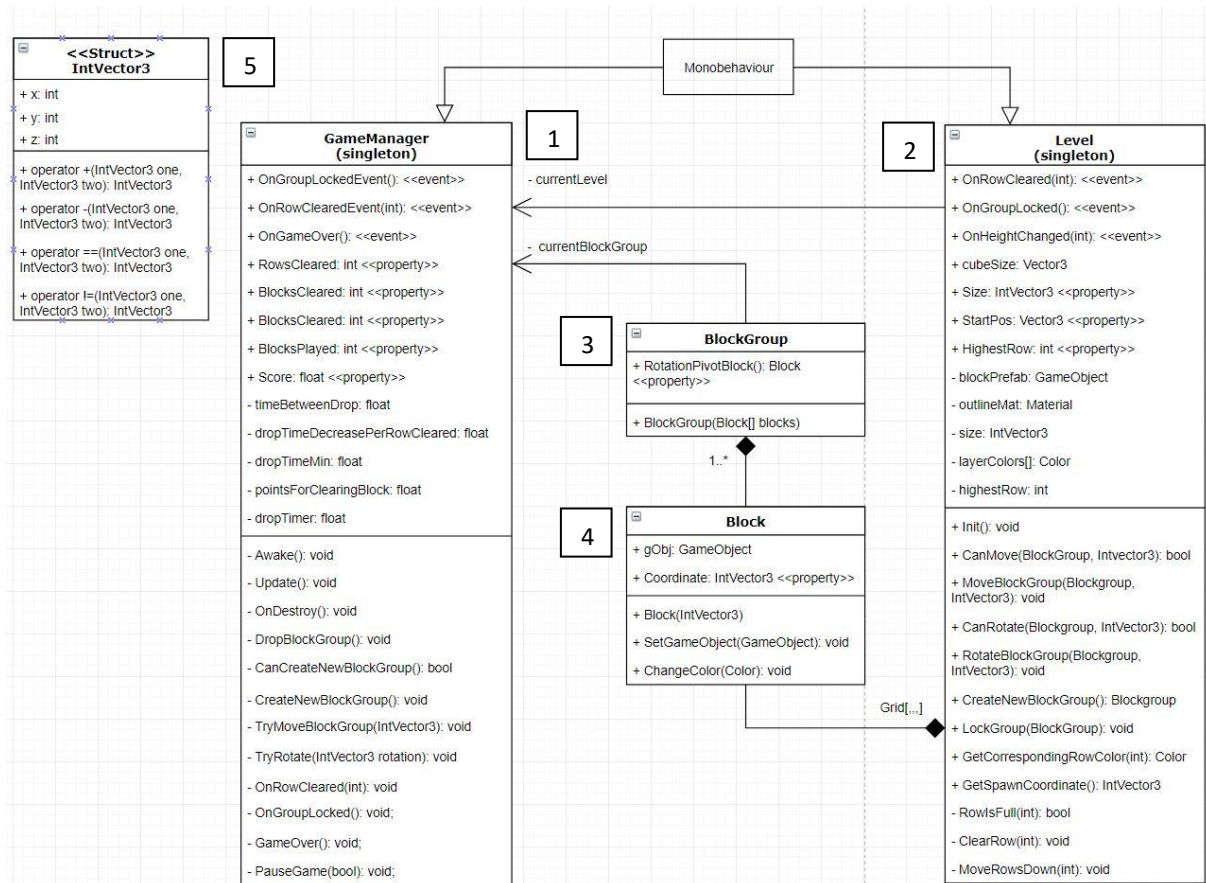 <<Struct>>
IntVector3
+ x: int
+ y: int
+ z: int
+ operator +(IntVector3 one,
IntVector3 two): IntVector3
+ operator -(IntVector3 one,
IntVector3 two): IntVector3
+ operator ==(IntVector3 one,
IntVector3 two): IntVector3
+ operator !=(IntVector3 one,
IntVector3 two): IntVector3
5
Monobehaviour
GameManager
(singleton)
1
+ OnGroupLockedEvent(): <<event>>
+ OnRowClearedEvent(int): <<event>>
+ OnGameOver(): <<event>>
+ RowsCleared: int <<property>>
+ BlocksCleared: int <<property>>
+ BlocksCleared: int <<property>>
+ BlocksPlayed: int <<property>>
+ Score: float <<property>>
- timeBetweenDrop: float
- dropTimeDecreasePerRowCleared: float
- dropTimeMin: float
- pointsForClearingBlock: float
- dropTimer: float
- Awake(): void
- Update(): void
- OnDestroy(): void
- DropBlockGroup(): void
- CanCreateNewBlockGroup(): bool
- CreateNewBlockGroup(): void
- TryMoveBlockGroup(IntVector3): void
- TryRotate(IntVector3 rotation): void
- OnRowCleared(int): void
- OnGroupLocked(): void;
- GameOver(): void;
- PauseGame(bool): void;
- currentLevel
- currentBlockGroup
3
BlockGroup
+ RotationPivotBlock(): Block
<<property>>
+ BlockGroup(Block[] blocks)
1..*
4
Block
+ gObj: GameObject
+ Coordinate: IntVector3 <<property>>
+ Block(IntVector3)
+ SetGameObject(GameObject): void
+ ChangeColor(Color): void
Grid[,,,]
2
Level
(singleton)
+ OnRowCleared(int): <<event>>
+ OnGroupLocked(): <<event>>
+ OnHeightChanged(int): <<event>>
+ cubeSize: Vector3
+ Size: IntVector3 <<property>>
+ StartPos: Vector3 <<property>>
+ HighestRow: int <<property>>
- blockPrefab: GameObject
- outlineMat: Material
- size: IntVector3
- layerColors[]: Color
- highestRow: int
+ Init(): void
+ CanMove(BlockGroup, Intvector3): bool
+ MoveBlockGroup(Blockgroup,
IntVector3): void
+ CanRotate(Blockgroup, IntVector3): bool
+ RotateBlockGroup(Blockgroup,
IntVector3): void
+ CreateNewBlockGroup(): Blockgroup
+ LockGroup(BlockGroup): void
+ GetCorrespondingRowColor(int): Color
+ GetSpawnCoordinate(): IntVector3
- RowIsFull(int): bool
- ClearRow(int): void
- MoveRowsDown(int): void